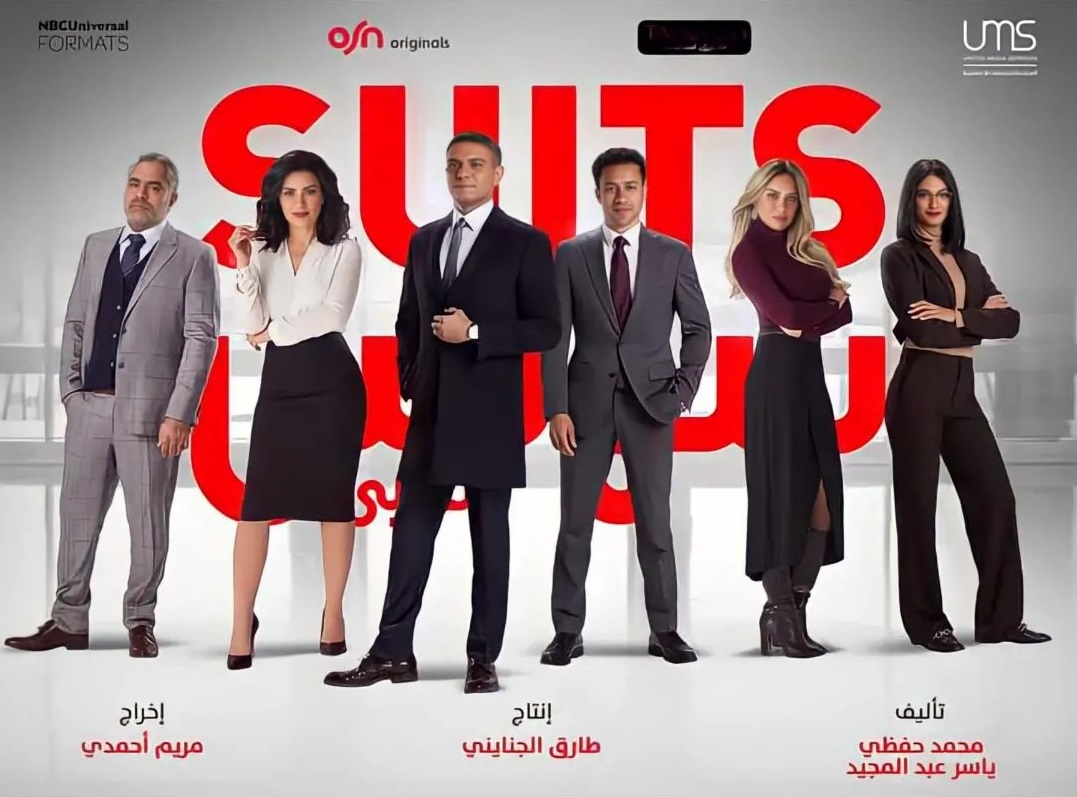 NBCUniversal
FORMATS
OSN originals
UMS
SUITS
سوتس
بالعربي
إخراج
مريم أحمدي
إنتاج
طارق الجنايني
تأليف
محمد حفظي
ياسر عبد المجيد